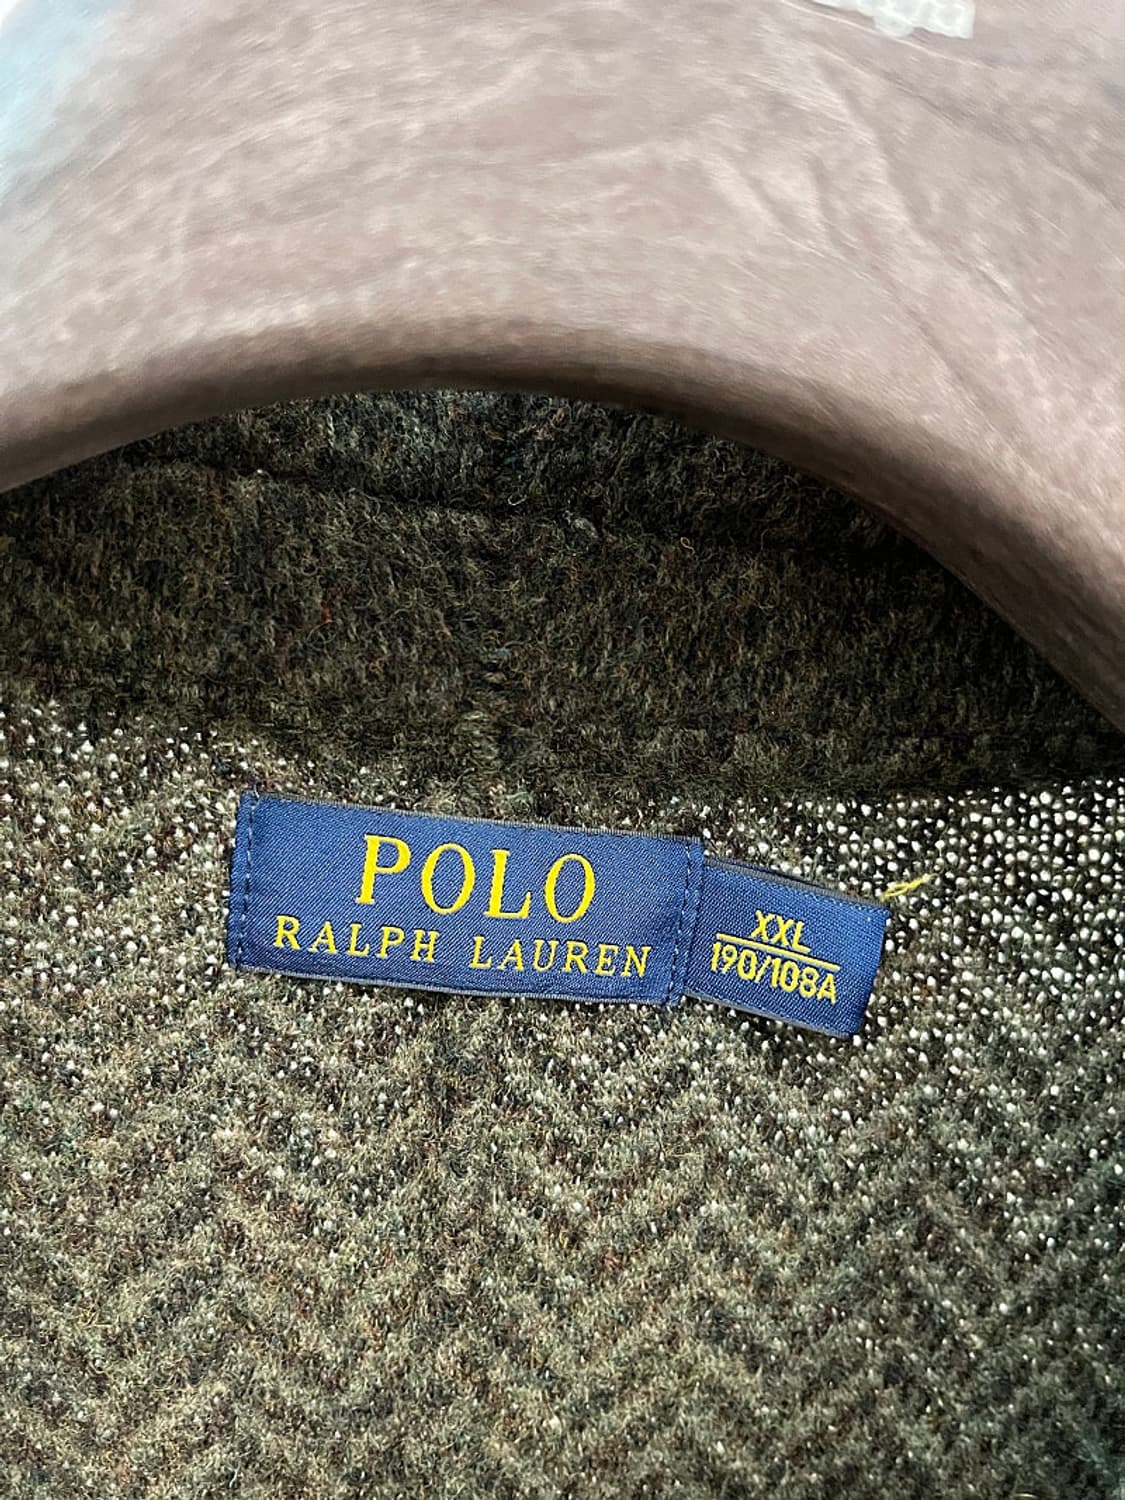 POLO
RALPH LAUREN
XXL
190/108A